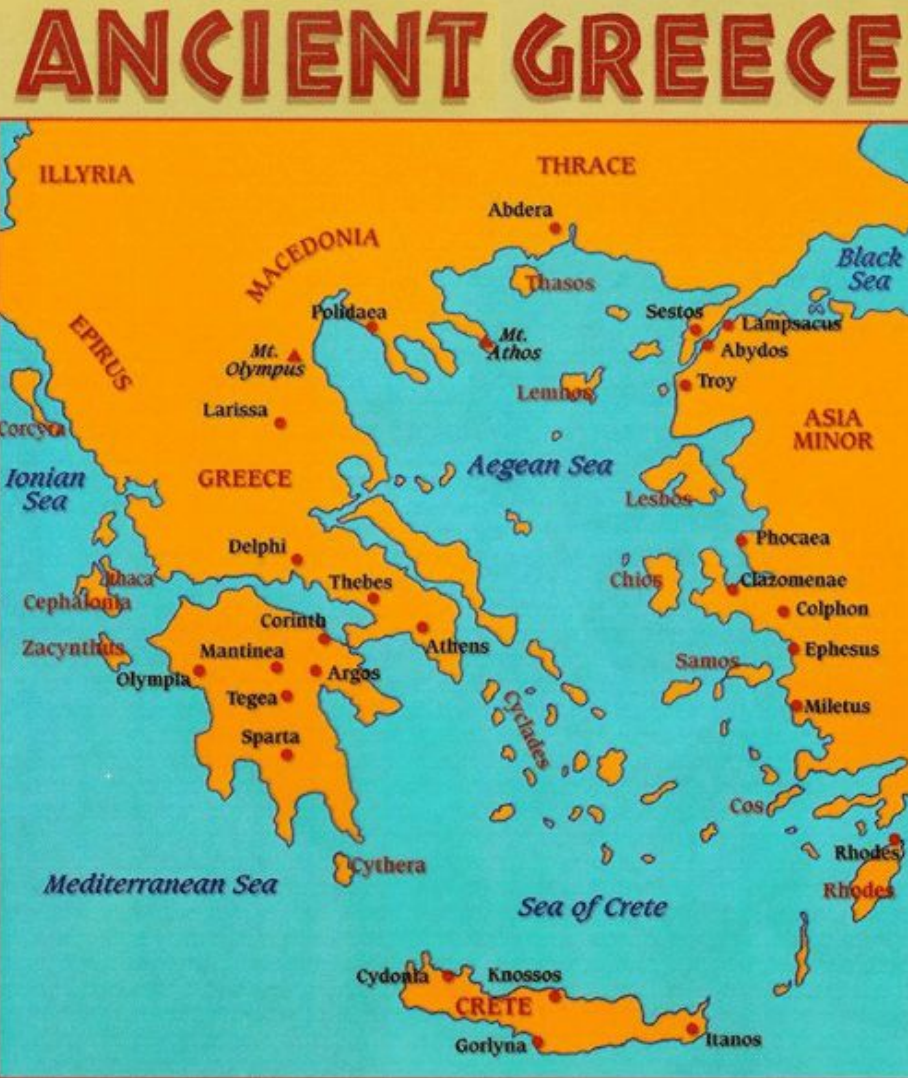 ANCIENT GREECE
ILLYRIA
THRACE
Abdera
MACEDONIA
Black
Sea
Thasos
Polidaea
Sestos
Lampsacus
EPIRUS
Mt.
Athos
Abydos
Mt.
Olympus
Troy
Lemnos
Larissa
ASIA
MINOR
Corcyra
Ionian
Sea
GREECE
Aegean Sea
Lesbos
Phocaea
Delphi
Ithaca
Thebes
Chios
Clazomenae
Cephalonia
Colphon
Corinth
Zacynthus
Mantinea
Athens
Ephesus
Olympia
Argos
Samos
Tegea
Cyclades
Miletus
Sparta
Cos
Rhodes
Cythera
Mediterranean Sea
Rhodes
Sea of Crete
Cydonia
Knossos
CRETE
Gorlyna
Itanos